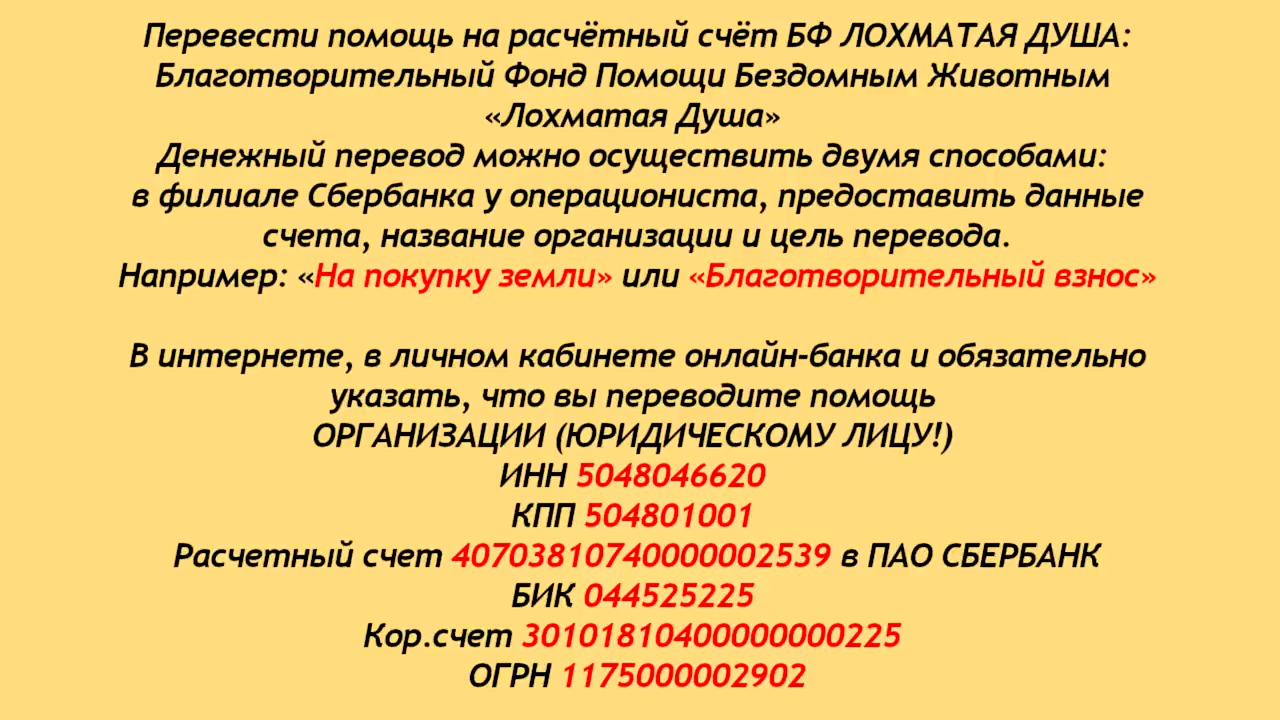 Перевести помощь на расчётный счёт БФ ЛОХМАТАЯ ДУША:
Благотворительный Фонд Помощи Бездомным Животным
«Лохматая Душа»
Денежный перевод можно осуществить двумя способами:
в филиале Сбербанка у операциониста, предоставить данные
счета, название организации и цель перевода.
Например: «На покупку земли» или «Благотворительный взнос»
В интернете, в личном кабинете онлайн-банка и обязательно
указать, что вы переводите помощь
ОРГАНИЗАЦИИ (ЮРИДИЧЕСКОМУ ЛИЦУ!)
ИНН 5048046620
КПП 504801001
Расчетный счет 40703810740000002539 в ПАО СБЕРБАНК
БИК 044525225
Кор.счет 30101810400000000225
ОГРН 1175000002902